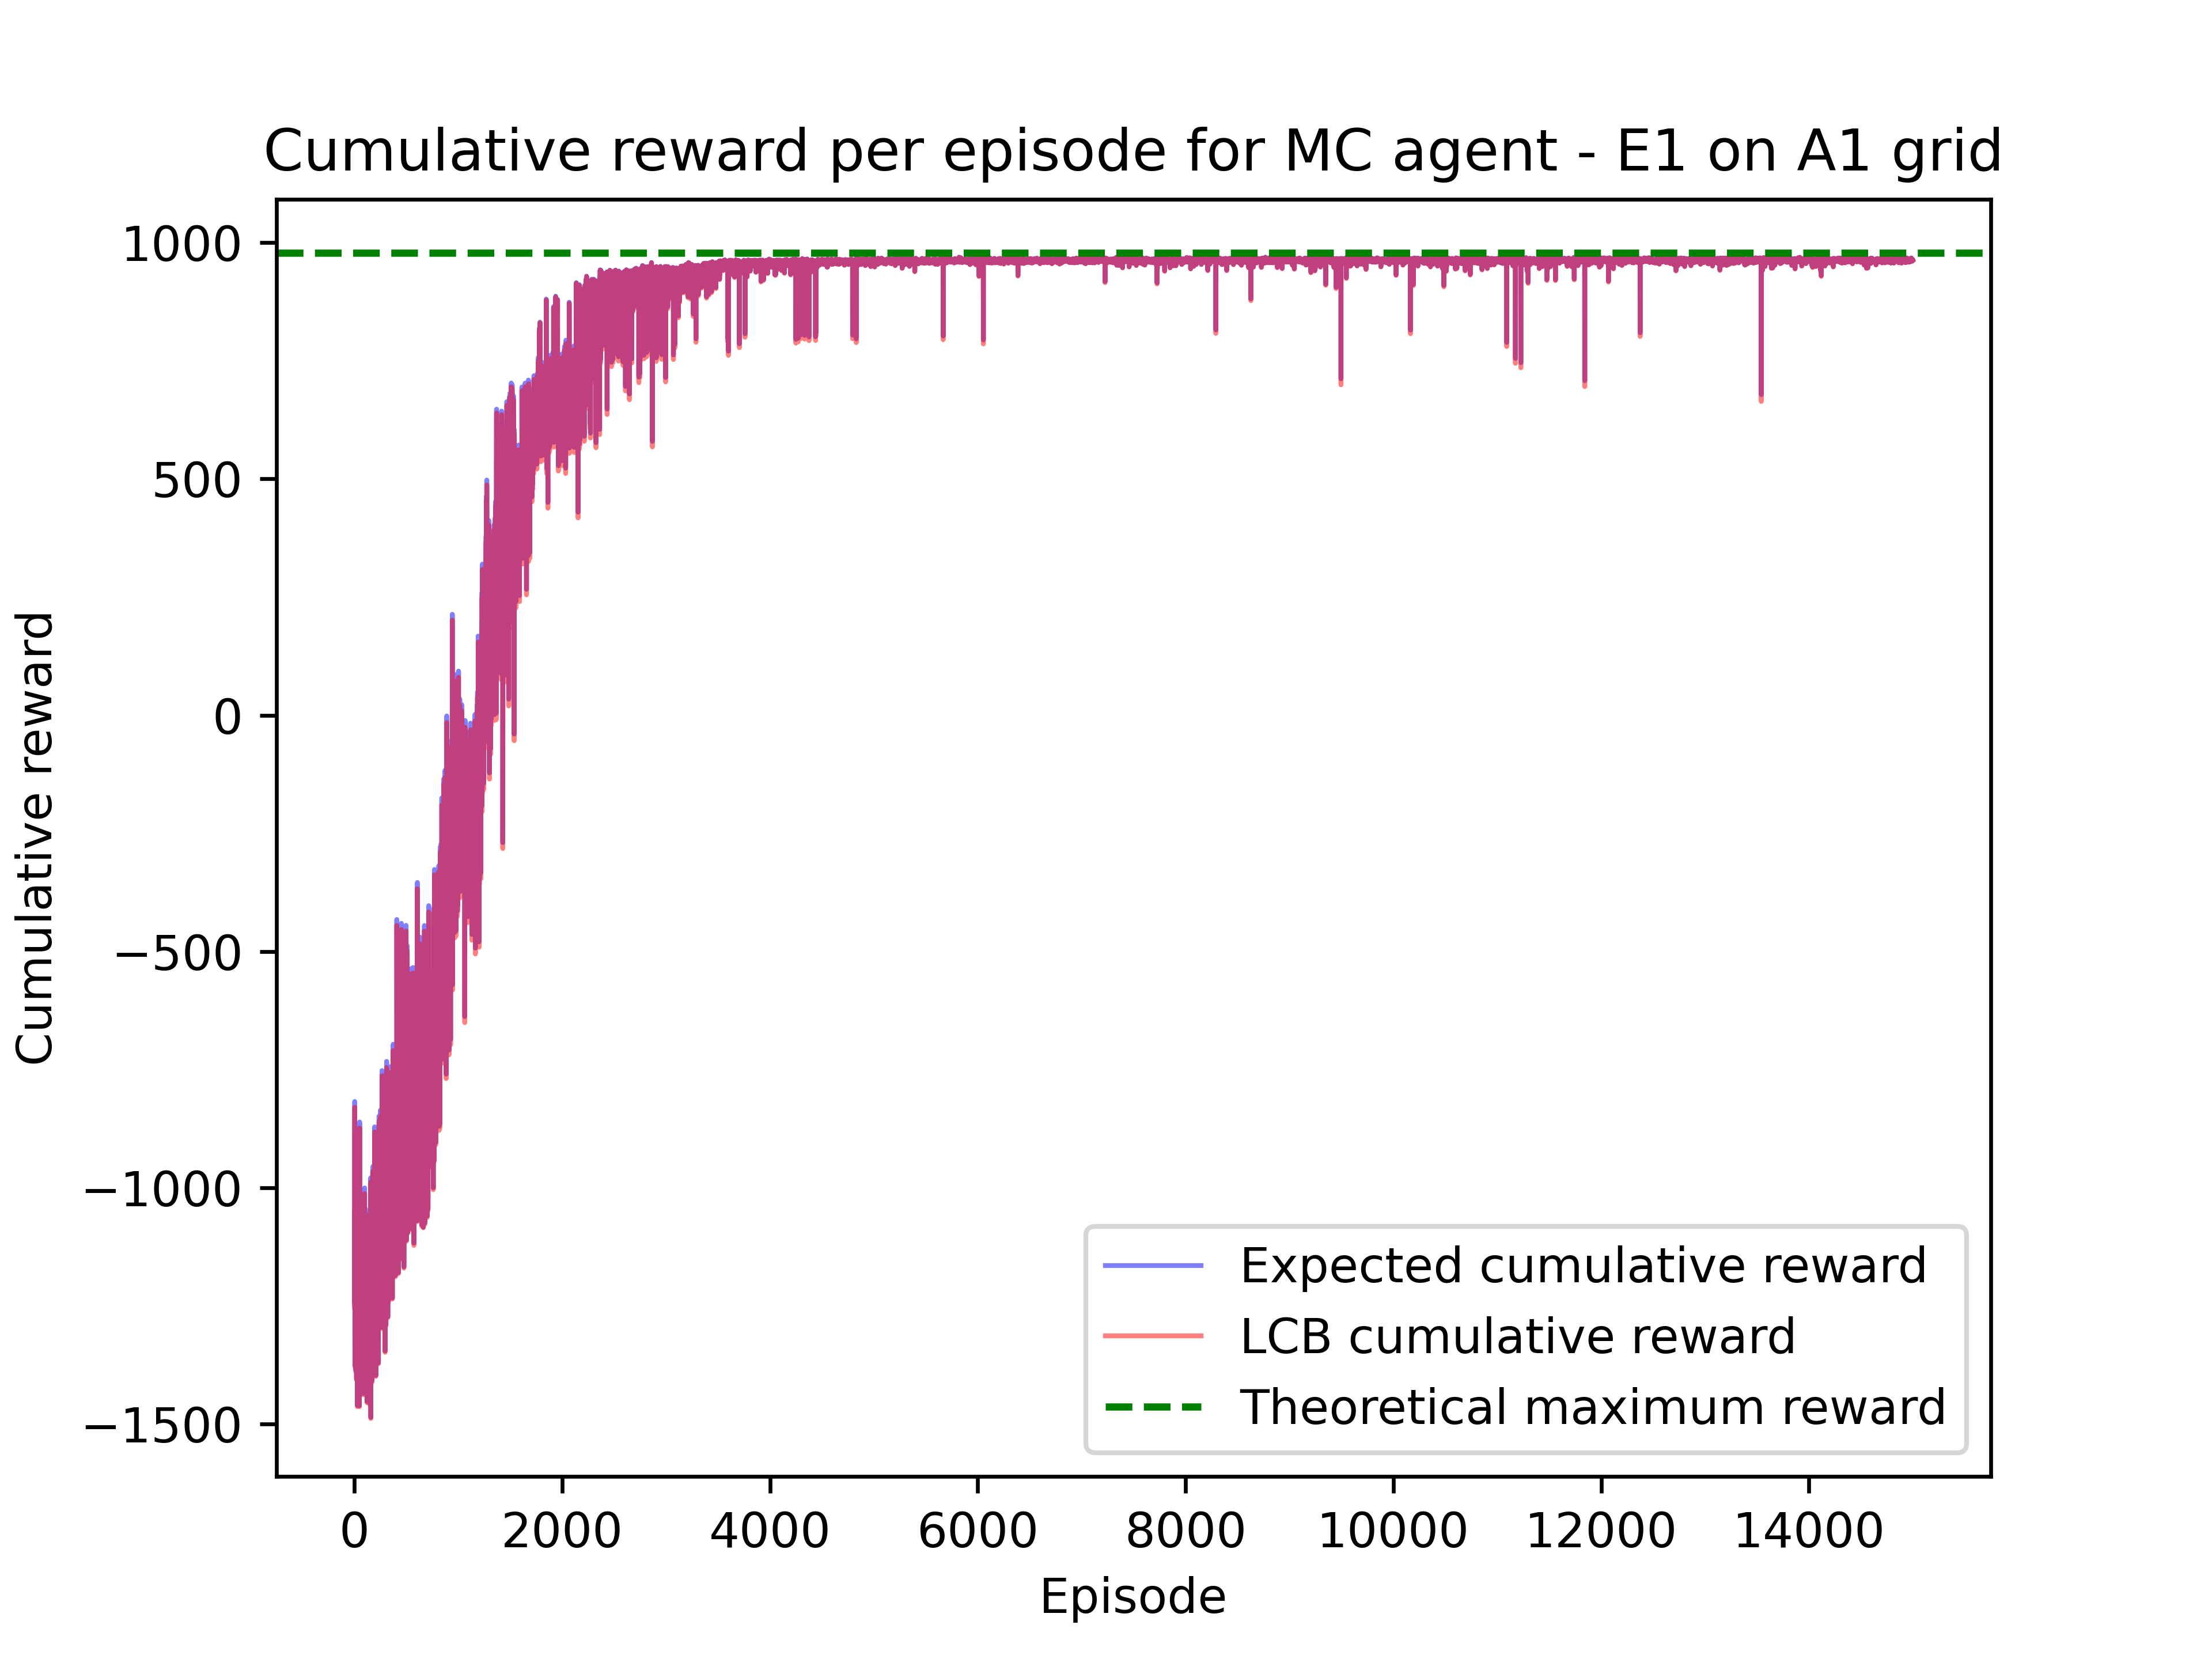 Cumulative reward per episode for MC agent - E1 on A1 grid
1000
500
0
−500
−1000
−1500
Cumulative reward
Expected cumulative reward
LCB cumulative reward
Theoretical maximum reward
0 2000 4000 6000 8000 10000 12000 14000
Episode